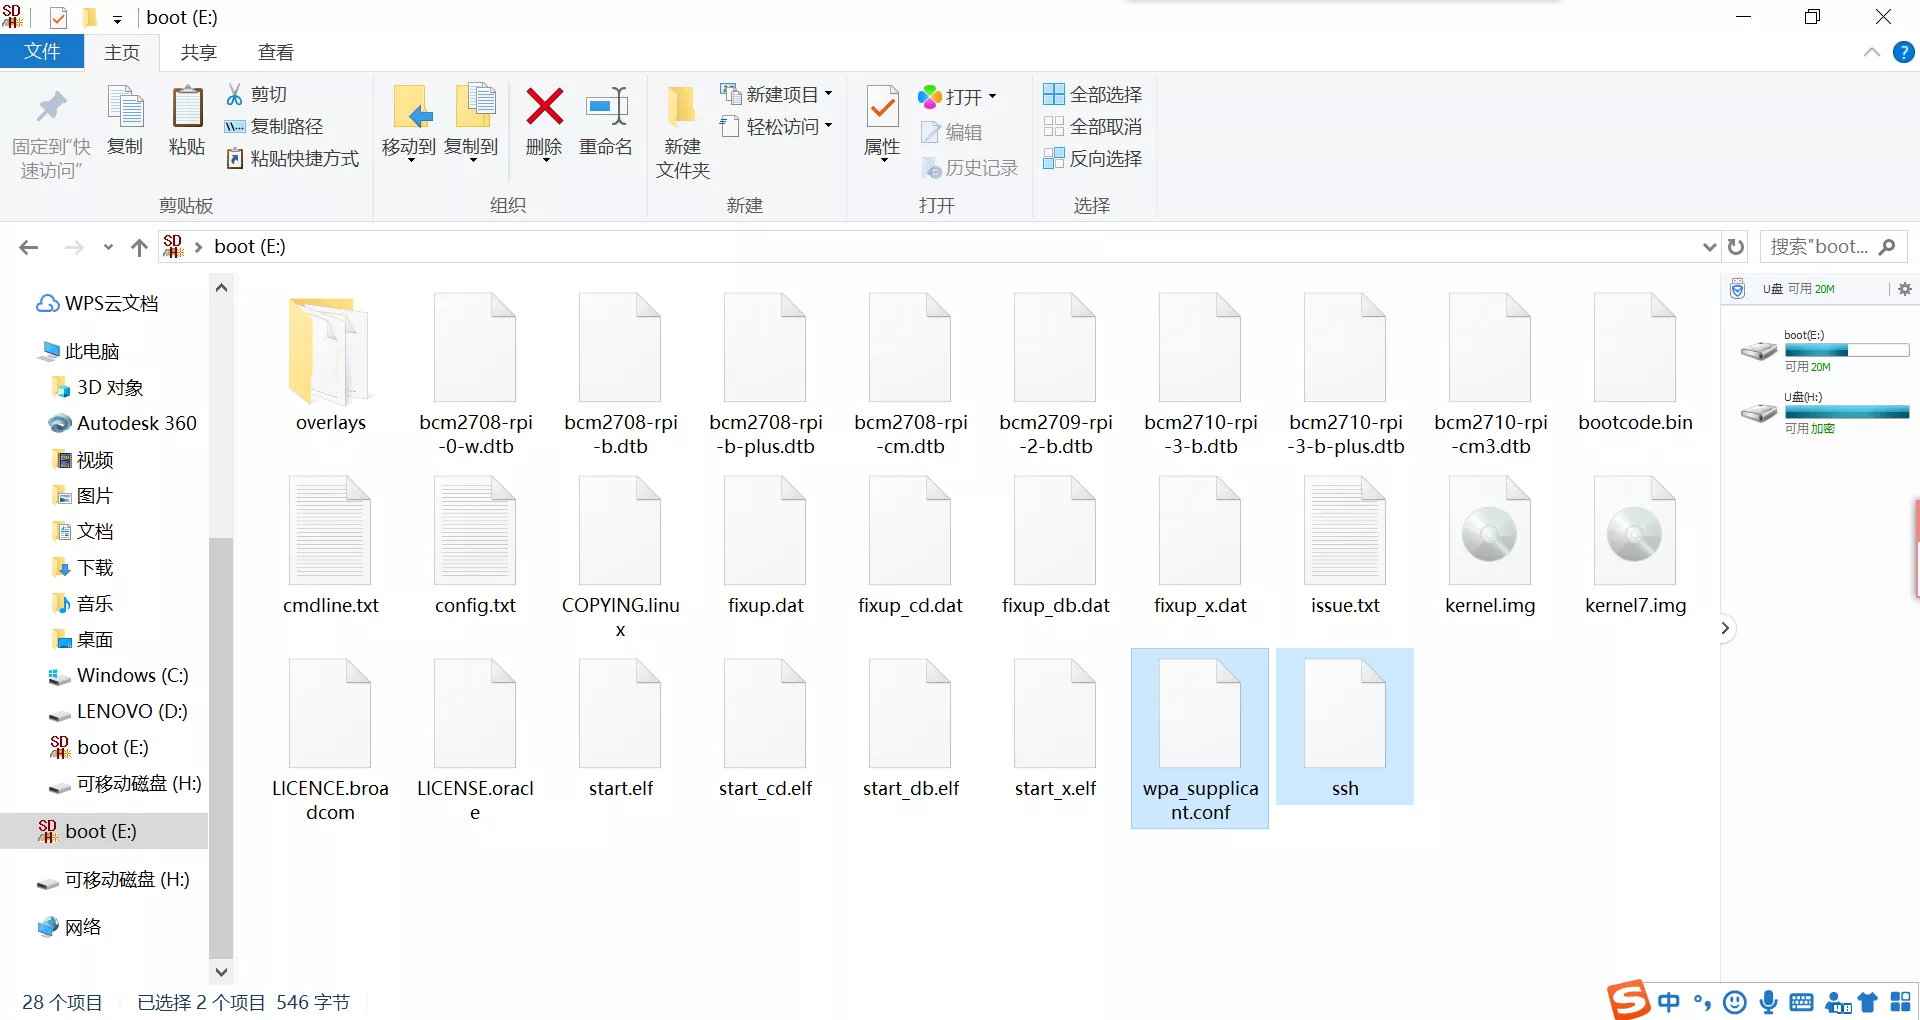 boot (E:)
文件
主页
共享
查看
固定到"快
速访问"
复制
粘贴
剪切
复制路径
粘贴快捷方式
剪贴板
移动到
复制到
删除
重命名
组织
新建
文件夹
新建项目
轻松访问
新建
属性
打开
编辑
历史记录
打开
全部选择
全部取消
反向选择
选择
boot (E:)
搜索"boot...
WPS云文档
此电脑
3D 对象
Autodesk 360
视频
图片
文档
下载
音乐
桌面
Windows (C:)
LENOVO (D:)
boot (E:)
可移动磁盘 (H:)
boot (E:)
可移动磁盘 (H:)
网络
overlays
bcm2708-rpi
-0-w.dtb
bcm2708-rpi
-b.dtb
bcm2708-rpi
-b-plus.dtb
bcm2708-rpi
-cm.dtb
bcm2709-rpi
-2-b.dtb
bcm2710-rpi
-3-b.dtb
bcm2710-rpi
-3-b-plus.dtb
bcm2710-rpi
-cm3.dtb
bootcode.bin
cmdline.txt
config.txt
COPYING.linu
x
fixup.dat
fixup_cd.dat
fixup_db.dat
fixup_x.dat
issue.txt
kernel.img
kernel7.img
LICENCE.broa
dcom
LICENSE.oracl
e
start.elf
start_cd.elf
start_db.elf
start_x.elf
wpa_supplica
nt.conf
ssh
U盘 可用 20M
boot(E:)
可用 20M
U盘(H:)
可用 加密
28 个项目
已选择 2 个项目 546 字节
中